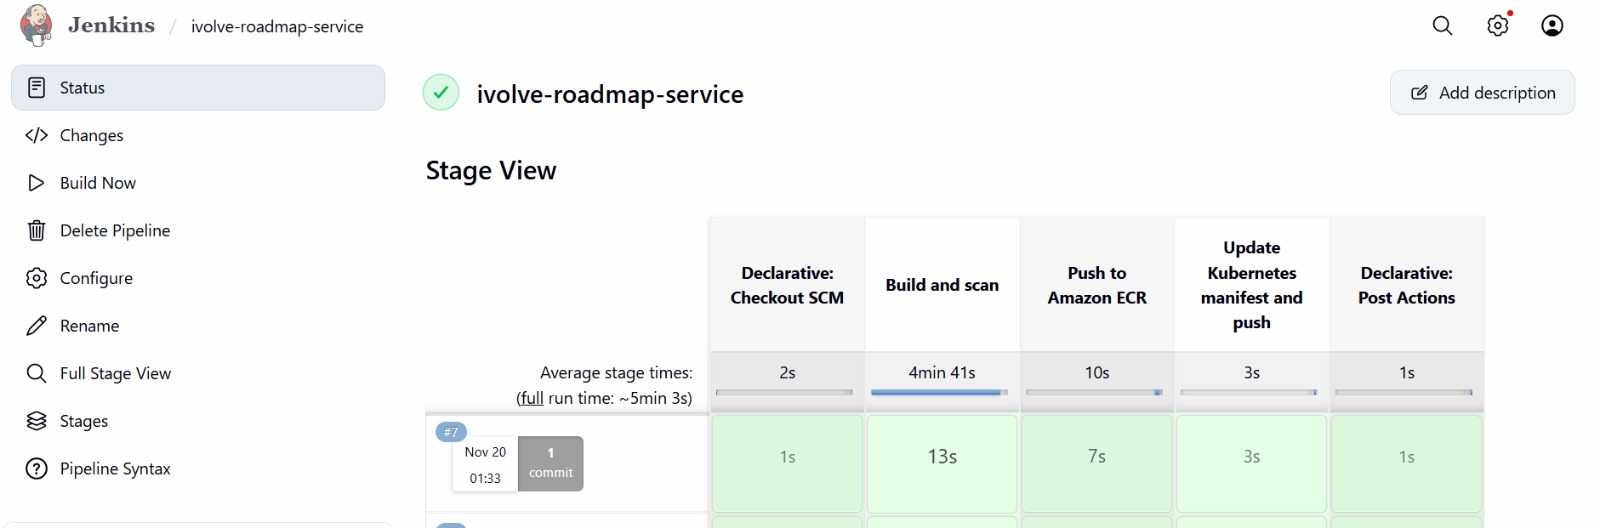 Jenkins / ivolve-roadmap-service
Status
Changes
Build Now
Delete Pipeline
Configure
Rename
Full Stage View
Stages
Pipeline Syntax
ivolve-roadmap-service
Add description
Stage View
Declarative:
Checkout SCM
Build and scan
Push to
Amazon ECR
Update
Kubernetes
manifest and
push
Declarative:
Post Actions
Average stage times:
(full run time: ~5min 3s)
2s
4min 41s
10s
3s
1s
#7
Nov 20
01:33
1
commit
1s
13s
7s
3s
1s